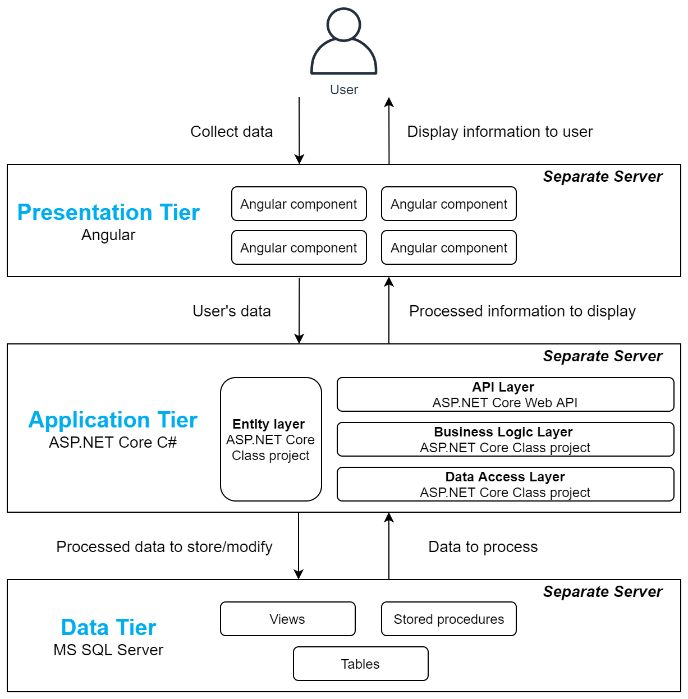 User
Collect data
Display information to user
Separate Server
Presentation Tier
Angular
Angular component
Angular component
Angular component
Angular component
User's data
Processed information to display
Separate Server
Application Tier
ASP.NET Core C#
Entity layer
ASP.NET Core
Class project
API Layer
ASP.NET Core Web API
Business Logic Layer
ASP.NET Core Class project
Data Access Layer
ASP.NET Core Class project
Processed data to store/modify
Data to process
Separate Server
Data Tier
MS SQL Server
Views
Stored procedures
Tables